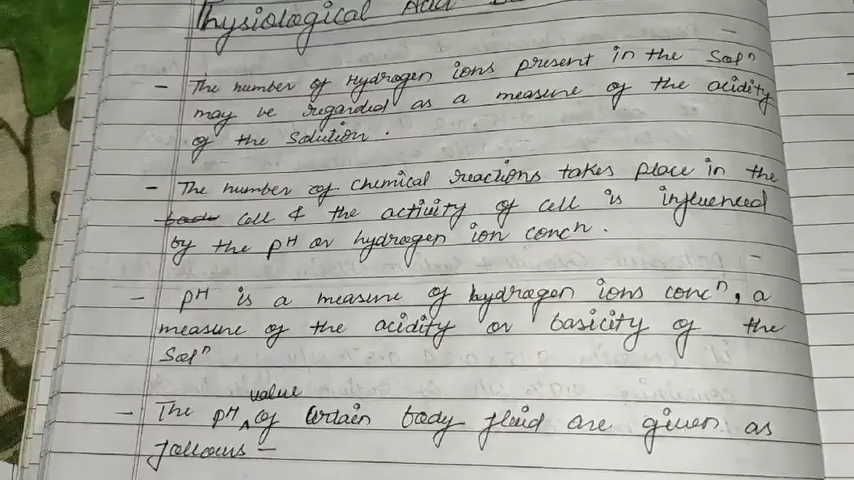 Physiological Acid
- The number of Hydrogen ions present in the Solⁿ
may be regarded as a measure of the acidity
of the solution.
- The number of chemical reactions takes place in the
cell & the activity of cell is influenced
by the pH or hydrogen ion concⁿ.
- pH is a measure of hydrogen ions concⁿ, a
measure of the acidity or basicity of the
Solⁿ
- The pH value of certain body fluid are given as
follows -